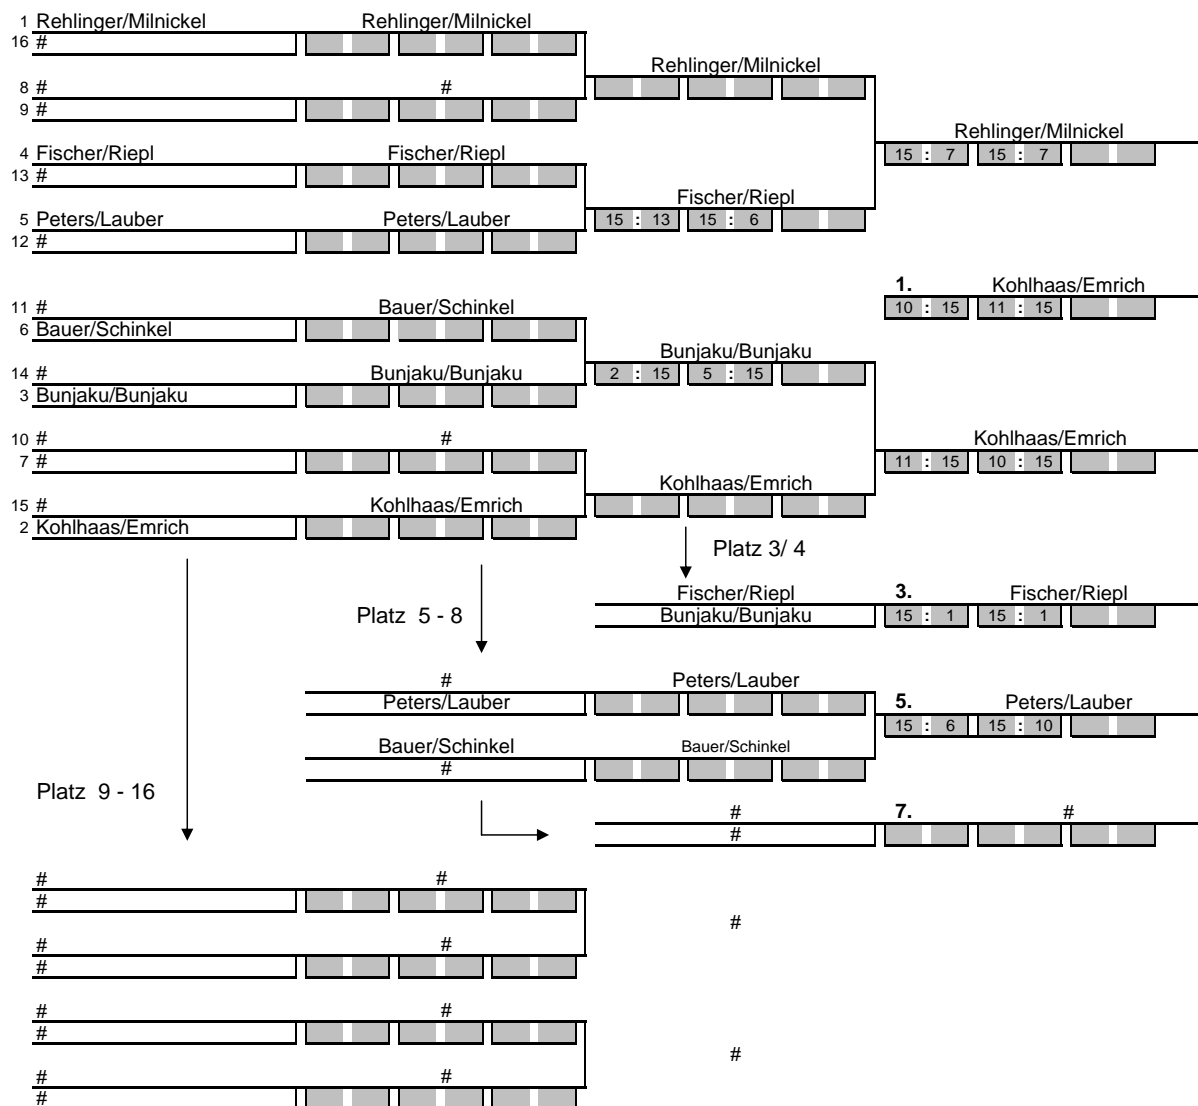 1 Rehlinger/Milnickel Rehlinger/Milnickel
16 #
Rehlinger/Milnickel
8 # #
9 #
Rehlinger/Milnickel
4 Fischer/Riepl Fischer/Riepl 15 : 7 15 : 7
13 #
Fischer/Riepl
5 Peters/Lauber Peters/Lauber 15 : 13 15 : 6
12 #
1. Kohlhaas/Emrich
11 # Bauer/Schinkel 10 : 15 11 : 15
6 Bauer/Schinkel
Bunjaku/Bunjaku
14 # Bunjaku/Bunjaku 2 : 15 5 : 15
3 Bunjaku/Bunjaku
10 # # Kohlhaas/Emrich
7 # 11 : 15 10 : 15
Kohlhaas/Emrich
15 # Kohlhaas/Emrich
2 Kohlhaas/Emrich
Platz 3/ 4
Fischer/Riepl 3. Fischer/Riepl
Platz 5 - 8 Bunjaku/Bunjaku 15 : 1 15 : 1
# Peters/Lauber
Peters/Lauber 5. Peters/Lauber
15 : 6 15 : 10
Bauer/Schinkel Bauer/Schinkel
#
Platz 9 - 16
# 7. #
#
# #
#
#
# #
#
# #
#
#
# #
#